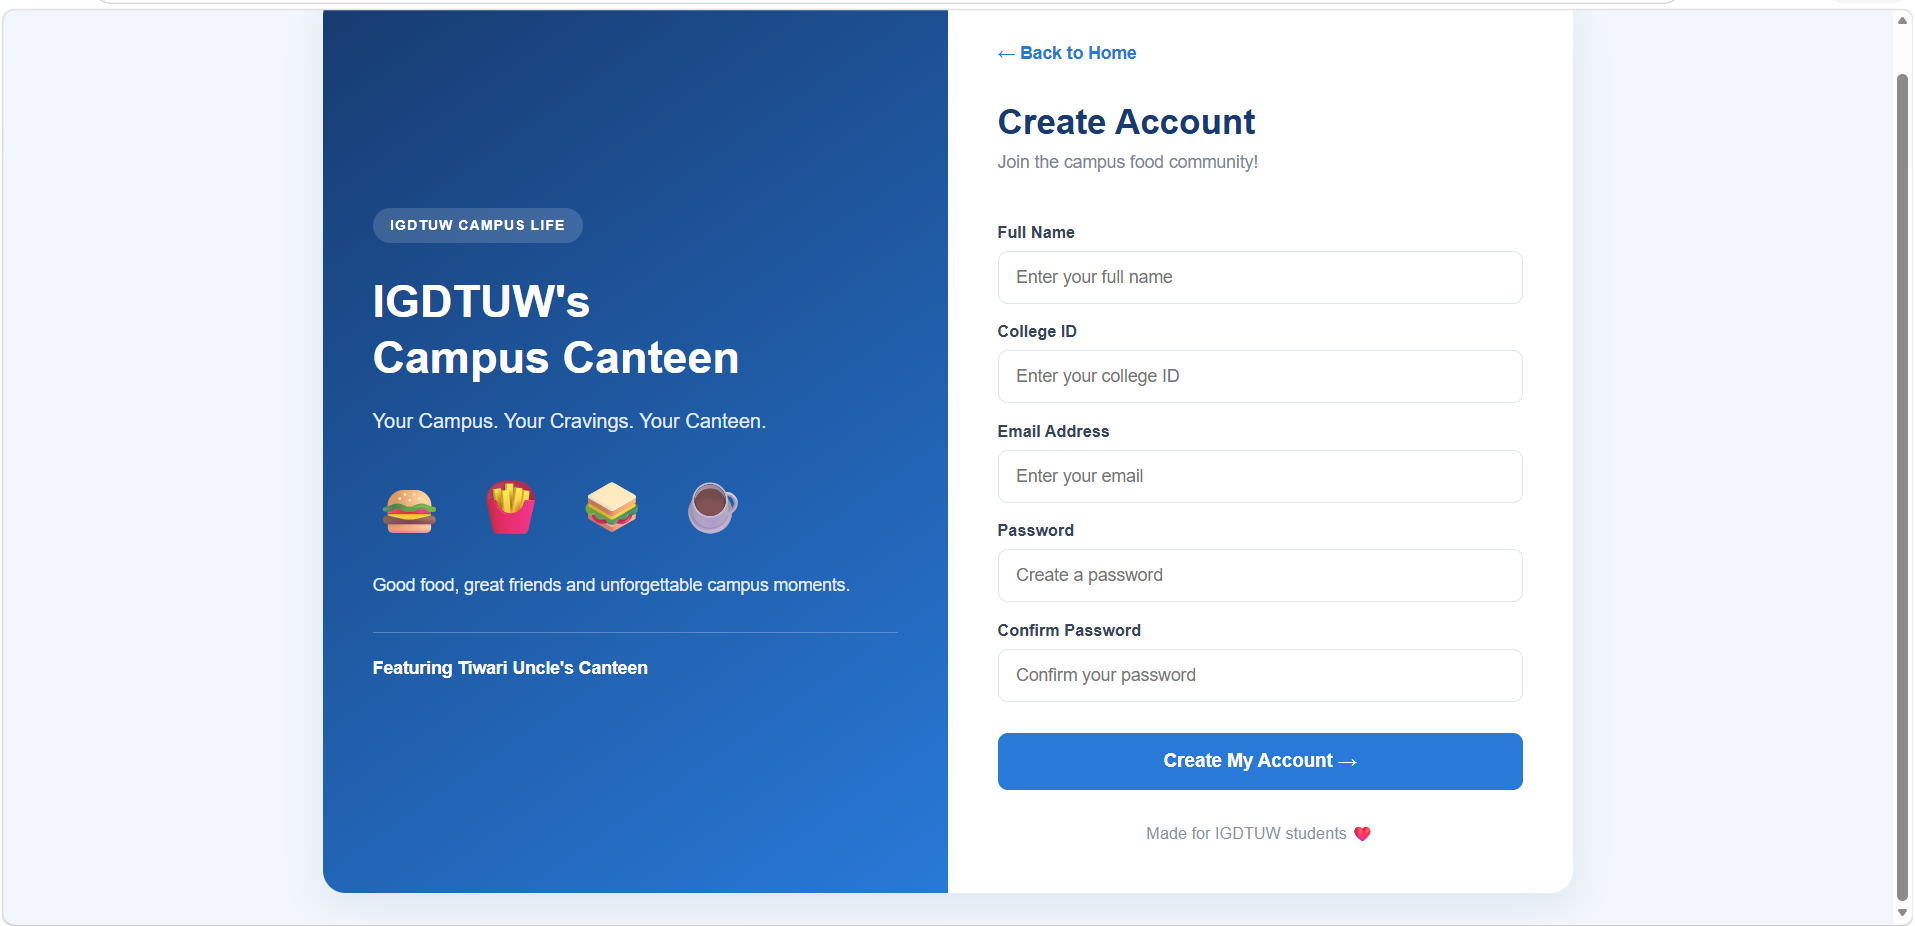 IGDTUW CAMPUS LIFE
IGDTUW's
Campus Canteen
Your Campus. Your Cravings. Your Canteen.
Good food, great friends and unforgettable campus moments.
Featuring Tiwari Uncle's Canteen
← Back to Home
Create Account
Join the campus food community!
Full Name
Enter your full name
College ID
Enter your college ID
Email Address
Enter your email
Password
Create a password
Confirm Password
Confirm your password
Create My Account →
Made for IGDTUW students ❤️